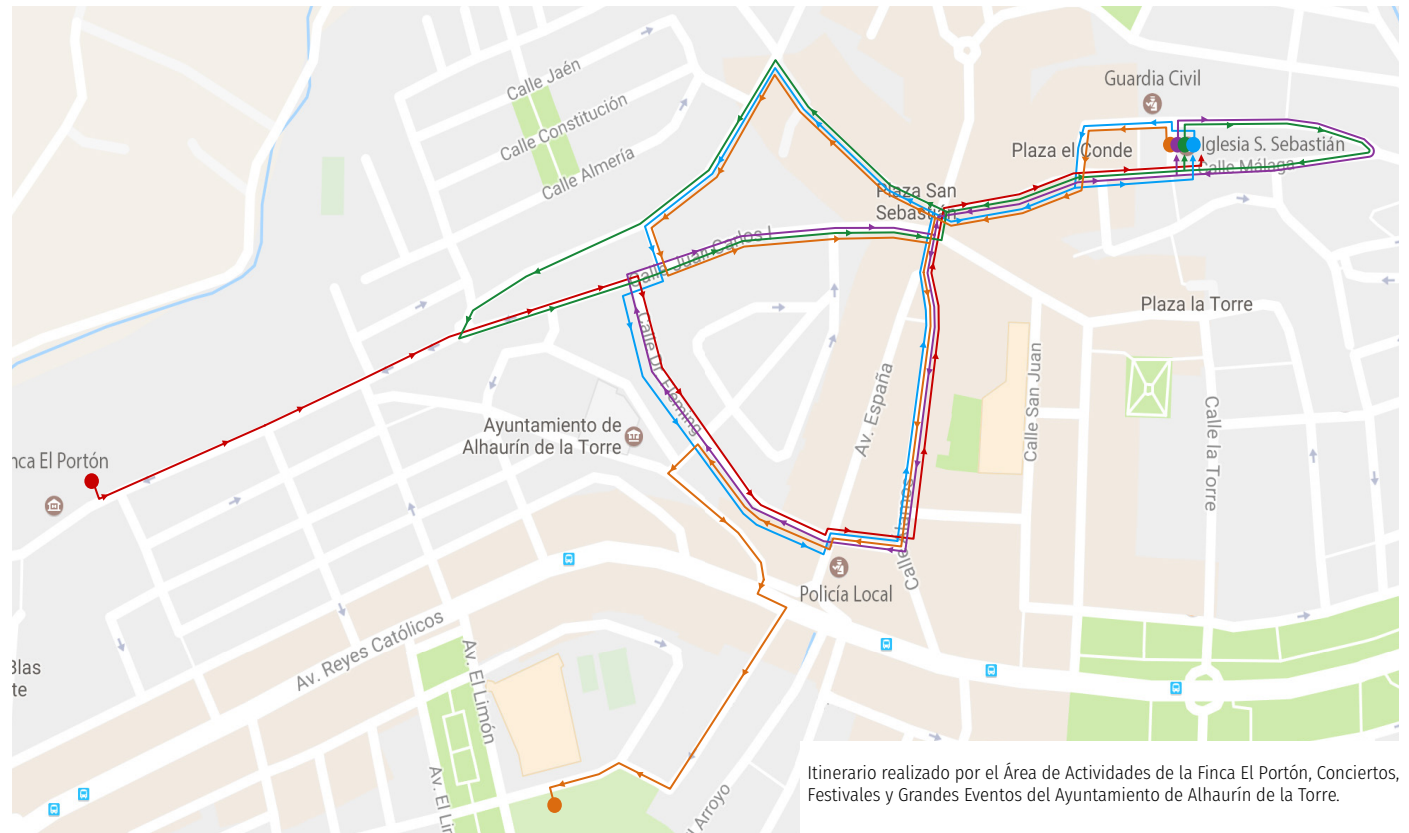 Guardia Civil
Calle Jaén
Calle Constitución
Calle Almería
Plaza el Conde
Iglesia S. Sebastián
Calle Málaga
Plaza San
Sebastián
Calle Juan Carlos I
Plaza la Torre
Calle Dr. Fleming
Av. España
Calle San Juan
Calle la Torre
Ayuntamiento de
Alhaurín de la Torre
nca El Portón
Calle
Policía Local
Av. Reyes Católicos
Blas
te
Av. El Limón
Av. El Lim
l Arroyo
Itinerario realizado por el Área de Actividades de la Finca El Portón, Conciertos,
Festivales y Grandes Eventos del Ayuntamiento de Alhaurín de la Torre.